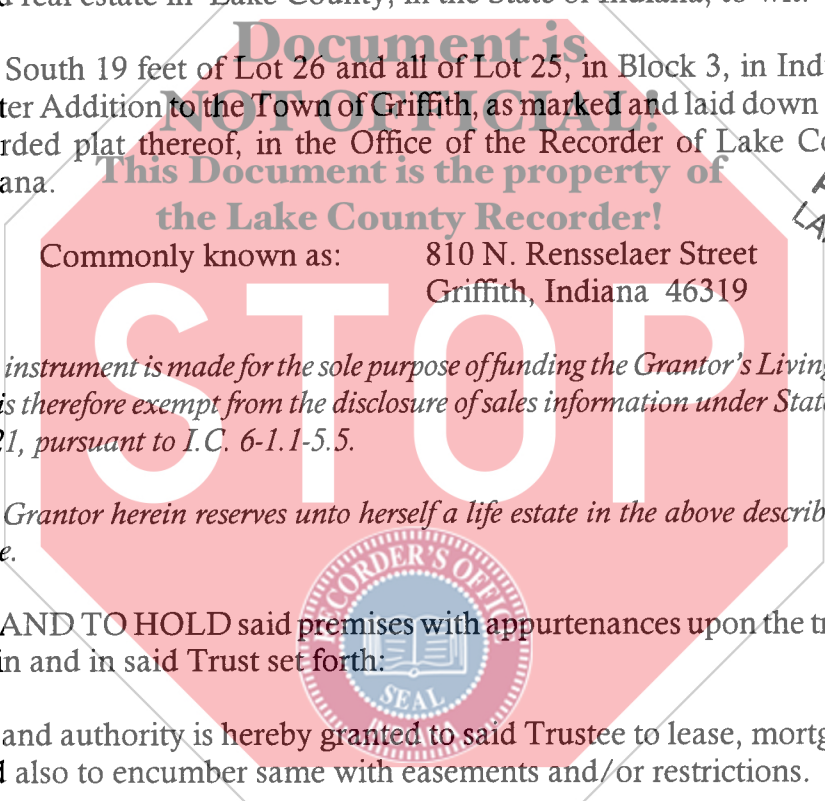 d real estate in Lake County, in the State of Indiana, to wit:
Document is
South 19 feet of Lot 26 and all of Lot 25, in Block 3, in Ind
ter Addition to the Town of Griffith, as marked and laid down
NOT OFFICIAL!
rded plat thereof, in the Office of the Recorder of Lake Co
ana.
This Document is the property of
the Lake County Recorder!
LA
Commonly known as: 810 N. Rensselaer Street
Griffith, Indiana 46319
STOP
instrument is made for the sole purpose of funding the Grantor's Living
is therefore exempt from the disclosure of sales information under State
21, pursuant to I.C. 6-1.1-5.5.
Grantor herein reserves unto herself a life estate in the above describ
e.
RECORDER'S OFFICE
AND TO HOLD said premises with appurtenances upon the tr
in and in said Trust set forth:
SEAL
INDIANA
and authority is hereby granted to said Trustee to lease, mortg
d also to encumber same with easements and/or restrictions.